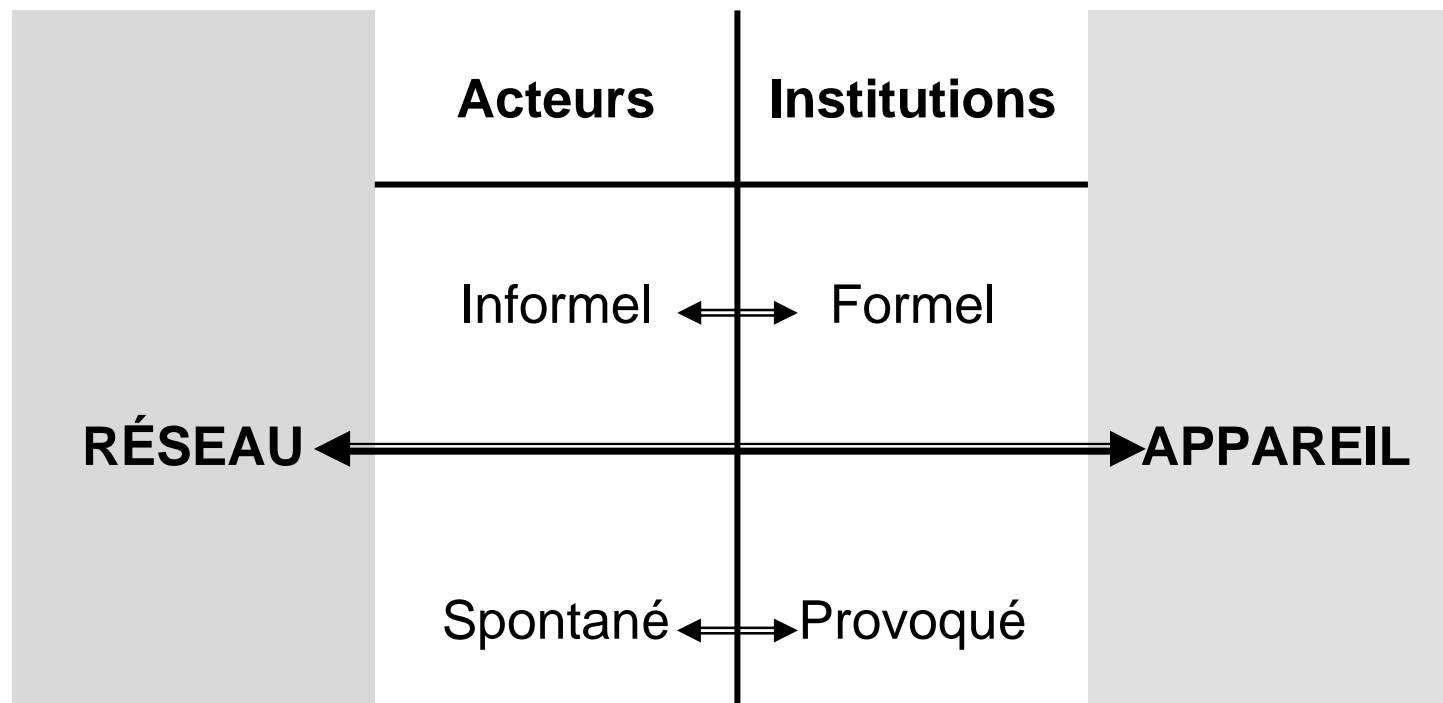 Acteurs Institutions
Informel Formel
RÉSEAU APPAREIL
Spontané Provoqué